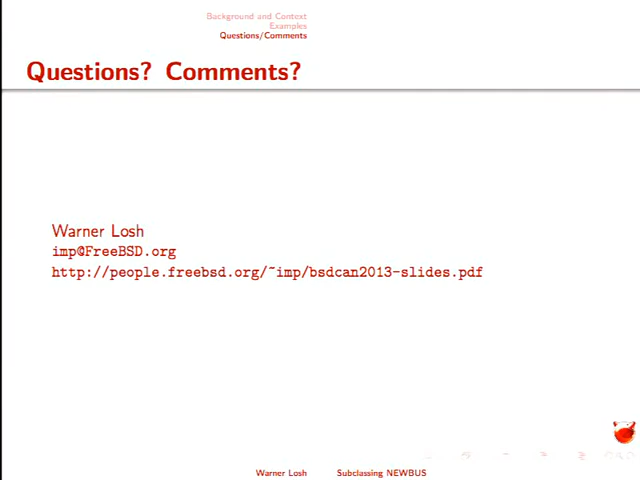 Background and Context
Examples
Questions/Comments
Questions? Comments?
Warner Losh
imp@FreeBSD.org
http://people.freebsd.org/~imp/bsdcan2013-slides.pdf
Warner Losh Subclassing NEWBUS